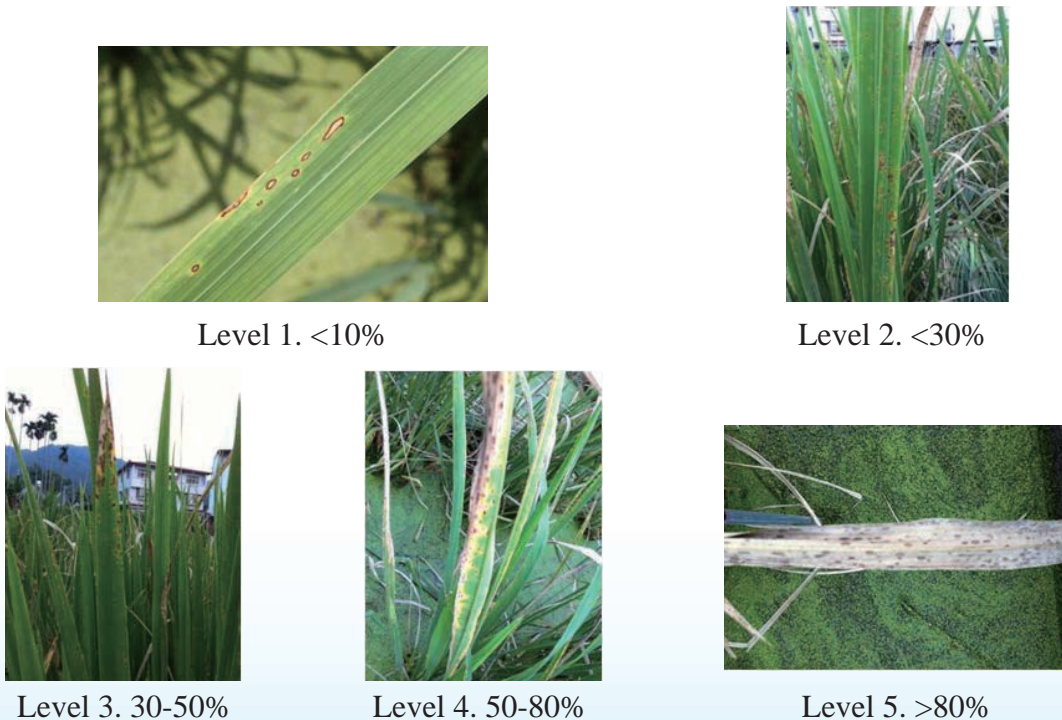 Level 1. <10%
Level 2. <30%
Level 3. 30-50%
Level 4. 50-80%
Level 5. >80%